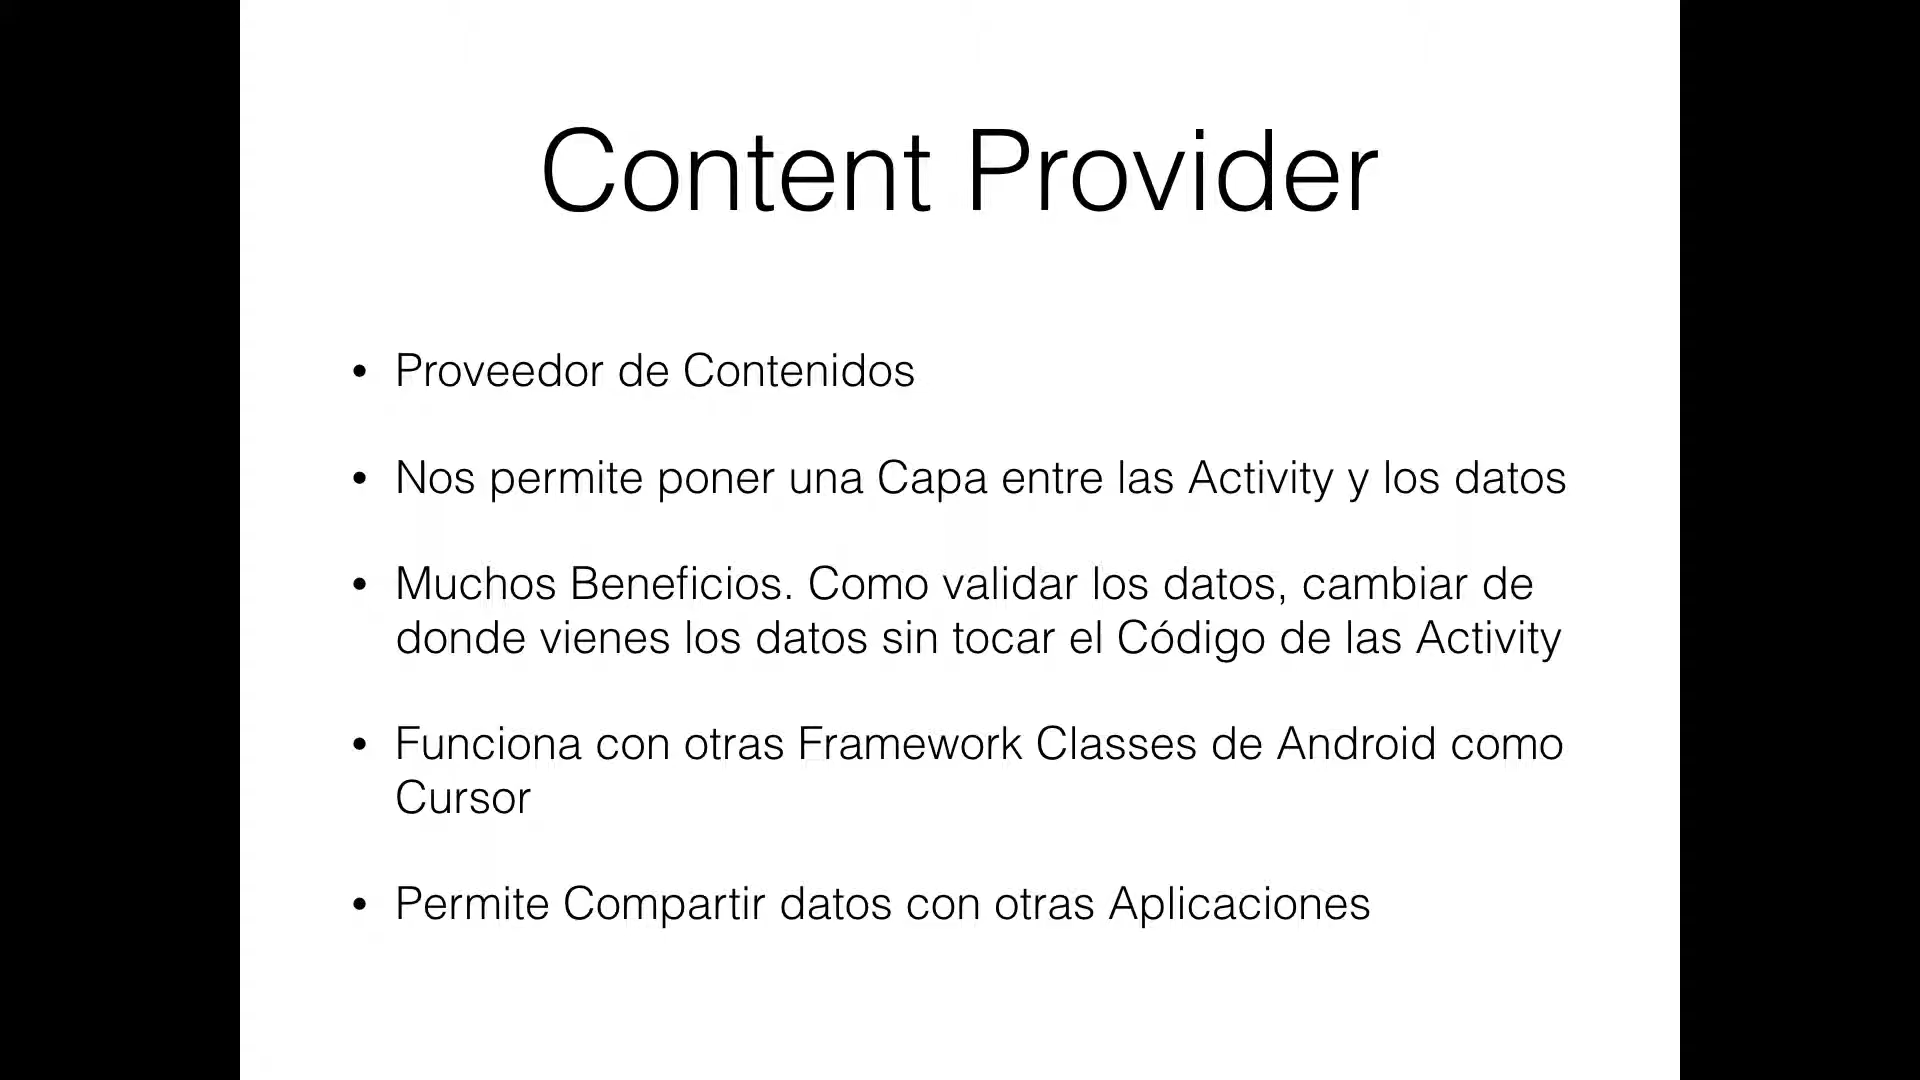 Content Provider
• Proveedor de Contenidos
• Nos permite poner una Capa entre las Activity y los datos
• Muchos Beneficios. Como validar los datos, cambiar de
donde vienes los datos sin tocar el Código de las Activity
• Funciona con otras Framework Classes de Android como
Cursor
• Permite Compartir datos con otras Aplicaciones